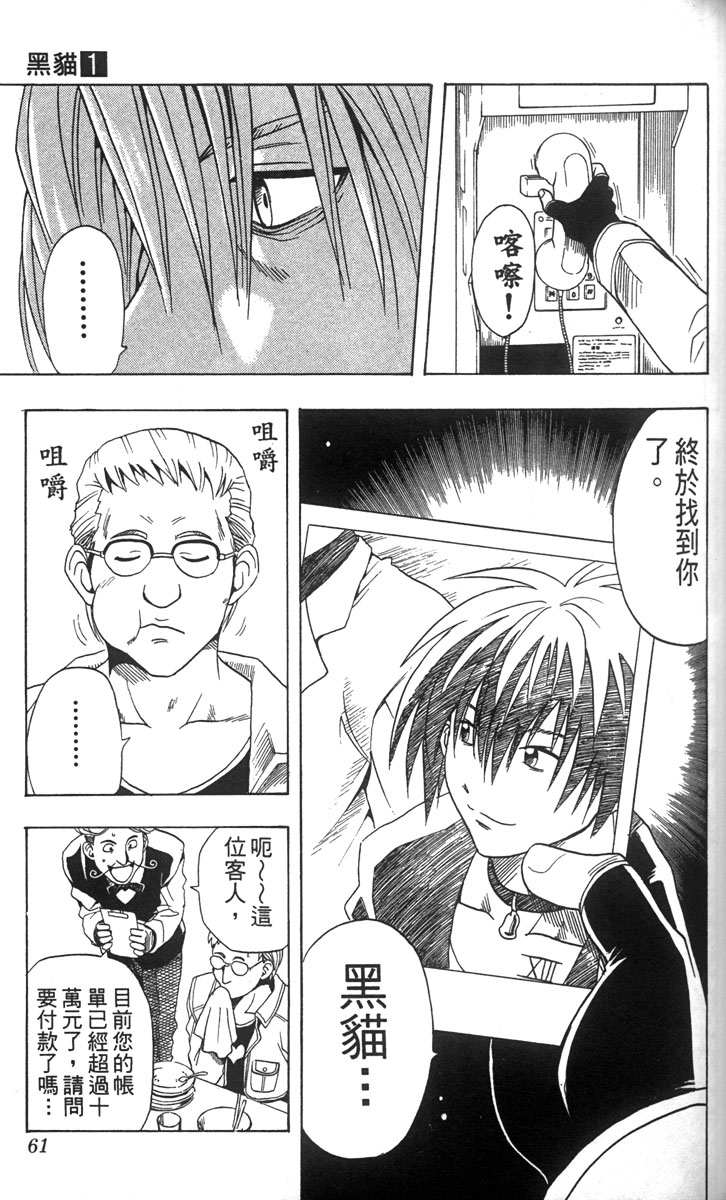 黑貓1
喀嚓！
………
終於找到你
了。
黑貓…
咀嚼
咀嚼
………
呃～～這
位客人，
目前您的帳
單已經超過十
萬元了，請問
要付款了嗎…
61